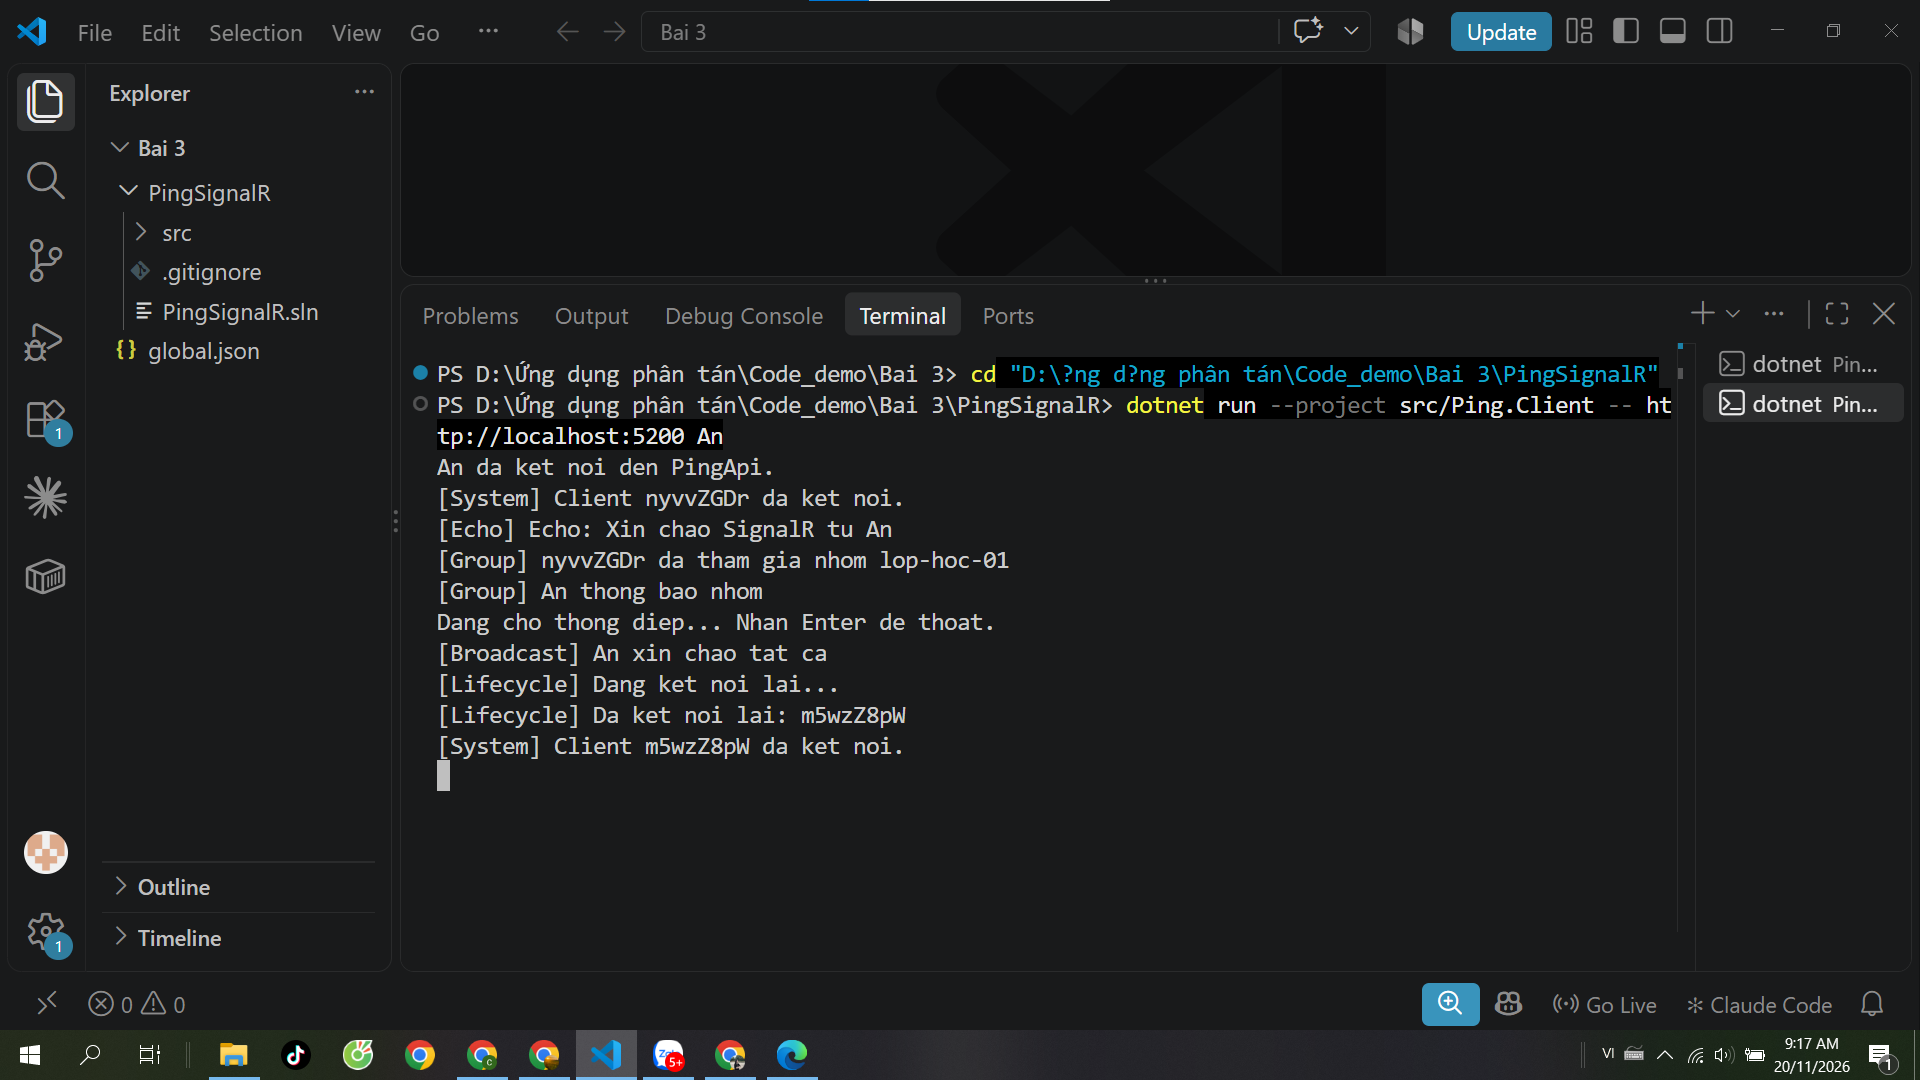 File Edit Selection View Go ··· Bai 3 Update
Explorer ···
Bai 3
PingSignalR
src
.gitignore
PingSignalR.sln
{} global.json
1
1
Outline
Timeline
Problems Output Debug Console Terminal Ports
PS D:\Ứng dụng phân tán\Code_demo\Bai 3> cd "D:\?ng d?ng phân tán\Code_demo\Bai 3\PingSignalR"
PS D:\Ứng dụng phân tán\Code_demo\Bai 3\PingSignalR> dotnet run --project src/Ping.Client -- ht
tp://localhost:5200 An
An da ket noi den PingApi.
[System] Client nyvvZGDr da ket noi.
[Echo] Echo: Xin chao SignalR tu An
[Group] nyvvZGDr da tham gia nhom lop-hoc-01
[Group] An thong bao nhom
Dang cho thong diep... Nhan Enter de thoat.
[Broadcast] An xin chao tat ca
[Lifecycle] Dang ket noi lai...
[Lifecycle] Da ket noi lai: m5wzZ8pW
[System] Client m5wzZ8pW da ket noi.
dotnet Pin...
dotnet Pin...
0 0 Go Live Claude Code
5+
VI
9:17 AM
20/11/2026
1